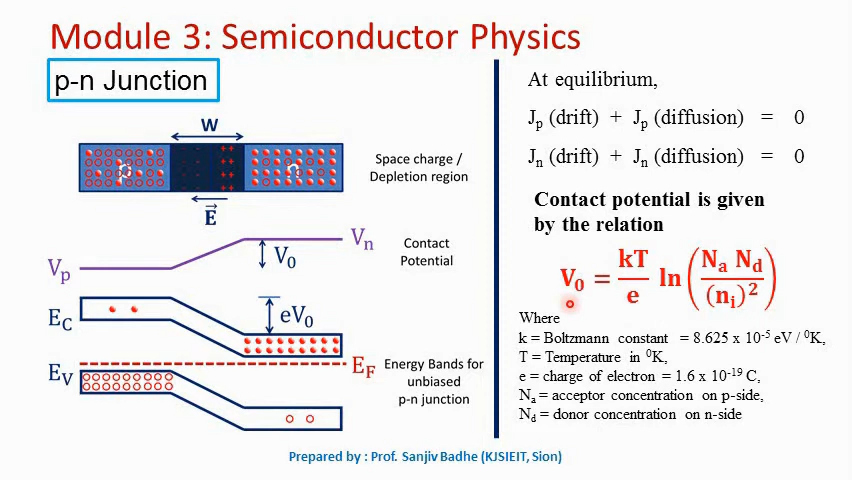 Module 3: Semiconductor Physics
p-n Junction
W
p
n
- -
+ +
E
Space charge /
Depletion region
Vp
Vn
V0
Contact
Potential
EC
eV0
EF
EV
Energy Bands for
unbiased
p-n junction
At equilibrium,
Jp (drift) + Jp (diffusion) = 0
Jn (drift) + Jn (diffusion) = 0
Contact potential is given
by the relation
V0 = kT/e ln(Na Nd/(ni)²)
Where
k = Boltzmann constant = 8.625 x 10⁻⁵ eV / ⁰K,
T = Temperature in ⁰K,
e = charge of electron = 1.6 x 10⁻¹⁹ C,
Na = acceptor concentration on p-side,
Nd = donor concentration on n-side
Prepared by : Prof. Sanjiv Badhe (KJSIEIT, Sion)